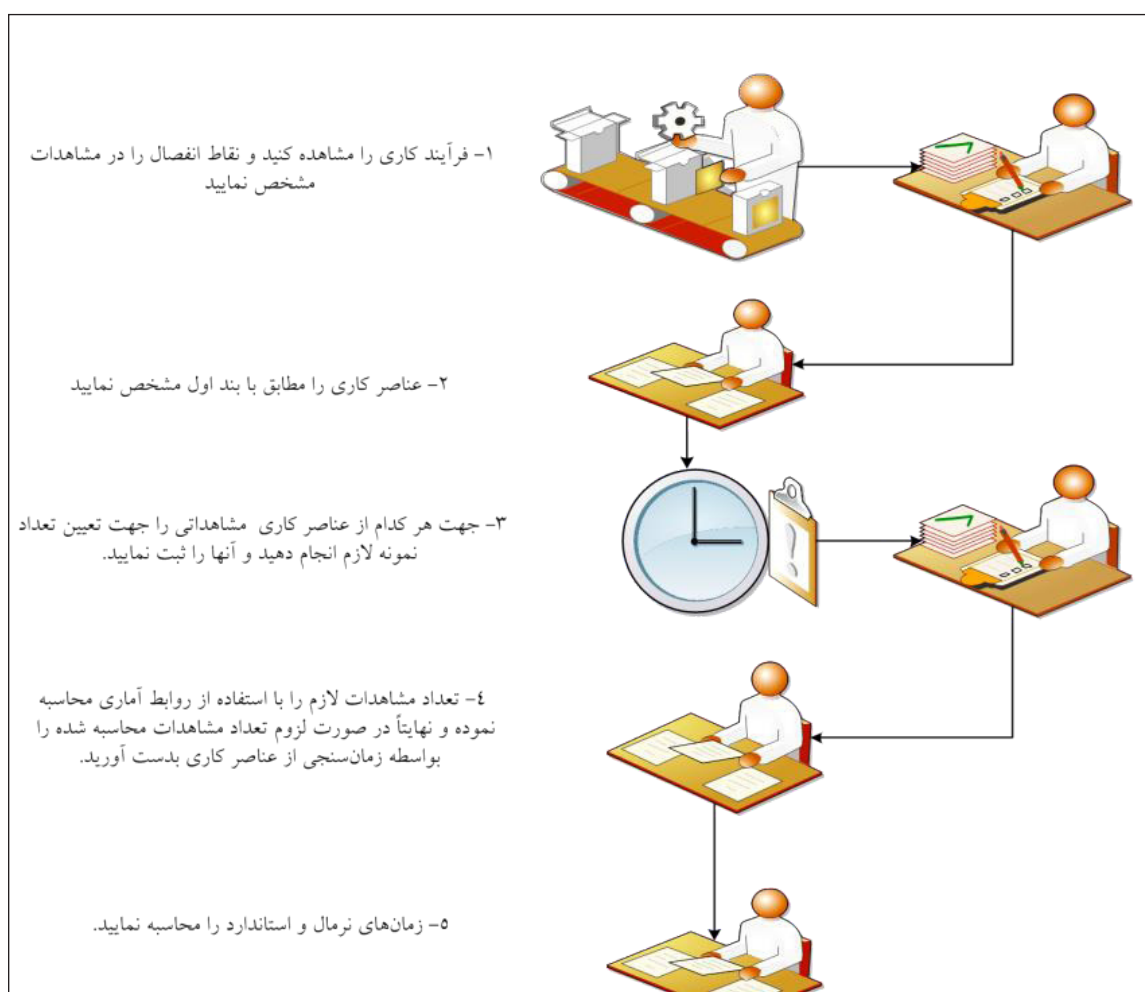 ۱- فرآیند کاری را مشاهده کنید و نقاط انفصال را در مشاهدات
مشخص نمایید
۲- عناصر کاری را مطابق با بند اول مشخص نمایید
۳- جهت هر کدام از عناصر کاری مشاهداتی را جهت تعیین تعداد
نمونه لازم انجام دهید و آنها را ثبت نمایید.
٤- تعداد مشاهدات لازم را با استفاده از روابط آماری محاسبه
نموده و نهایتاً در صورت لزوم تعداد مشاهدات محاسبه شده را
بواسطه زمان‌سنجی از عناصر کاری بدست آورید.
٥- زمان‌های نرمال و استاندارد را محاسبه نمایید.